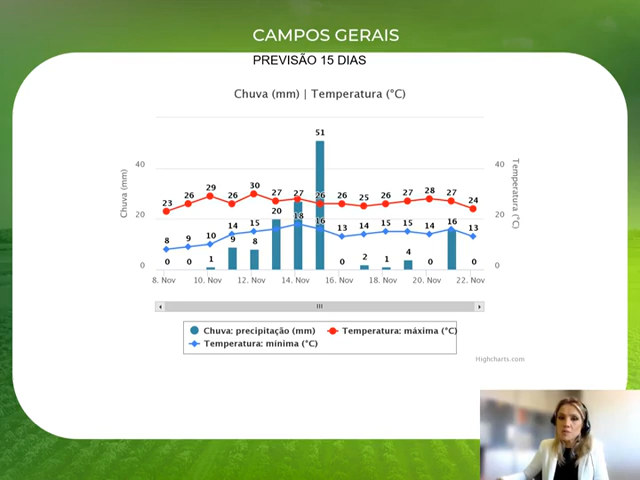 CAMPOS GERAIS
PREVISÃO 15 DIAS
Chuva (mm) | Temperatura (°C)
51
40 40
23 26 29 26 30 27 27 26 26 25 26 27 28 27 24
20 20
8 9 10 14 15 20 18 16 13 14 15 15 14 16 13
0 0 0 1 9 8 0 2 1 4 0 0 0
Chuva (mm)
Temperatura (°C)
8. Nov 10. Nov 12. Nov 14. Nov 16. Nov 18. Nov 20. Nov 22. Nov
Chuva: precipitação (mm) Temperatura: máxima (°C)
Temperatura: mínima (°C)
Highcharts.com